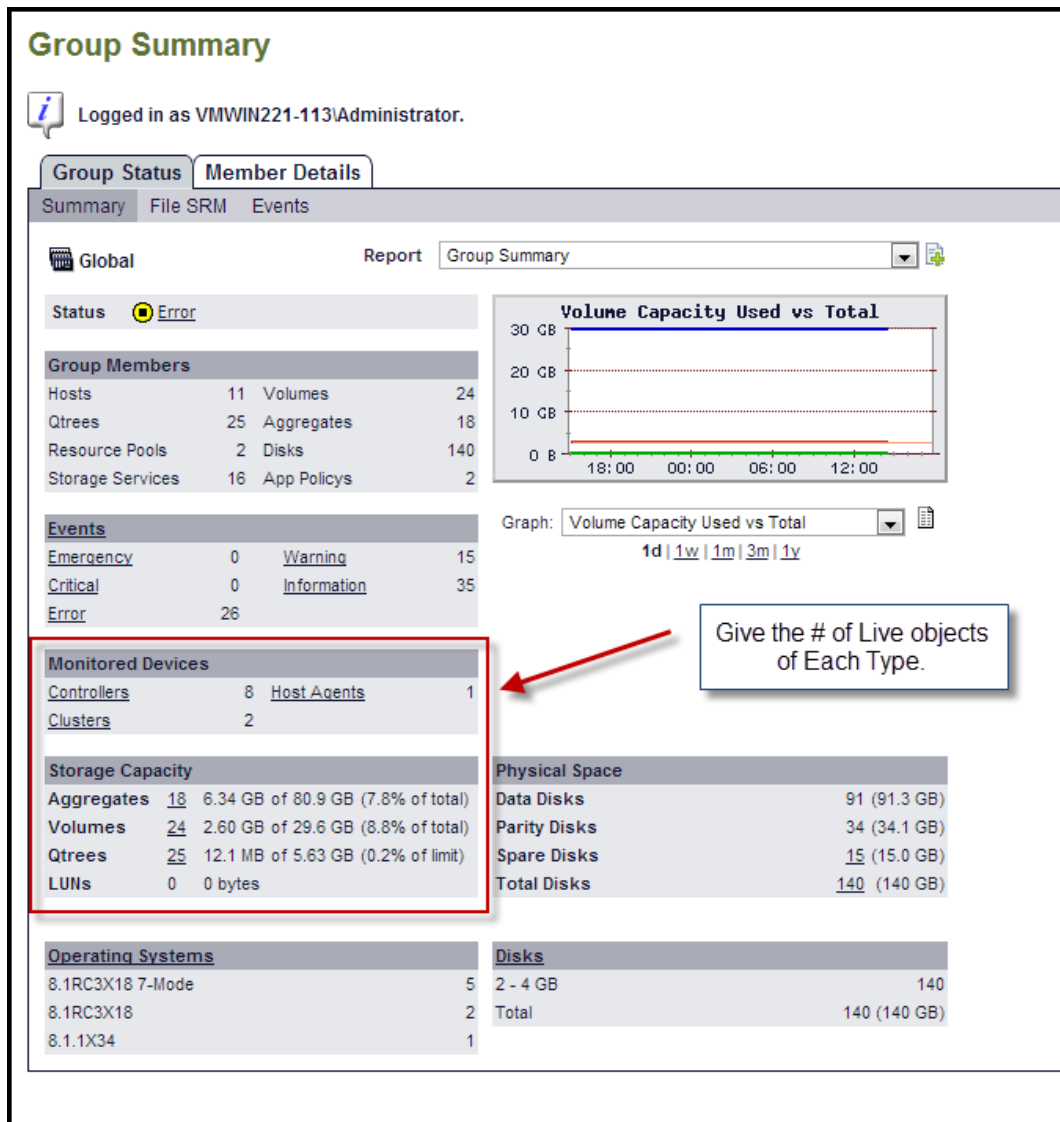 Group Summary
i
Logged in as VMWIN221-113\Administrator.
Group Status Member Details
Summary File SRM Events
Global
Report Group Summary
Status Error
Group Members
Hosts 11 Volumes 24
Qtrees 25 Aggregates 18
Resource Pools 2 Disks 140
Storage Services 16 App Policys 2
Events
Emergency 0 Warning 15
Critical 0 Information 35
Error 26
Volume Capacity Used vs Total
30 GB
20 GB
10 GB
0 B
18:00 00:00 06:00 12:00
Graph: Volume Capacity Used vs Total
1d | 1w | 1m | 3m | 1y
Give the # of Live objects
of Each Type.
Monitored Devices
Controllers 8 Host Agents 1
Clusters 2
Storage Capacity
Aggregates 18 6.34 GB of 80.9 GB (7.8% of total)
Volumes 24 2.60 GB of 29.6 GB (8.8% of total)
Qtrees 25 12.1 MB of 5.63 GB (0.2% of limit)
LUNs 0 0 bytes
Physical Space
Data Disks 91 (91.3 GB)
Parity Disks 34 (34.1 GB)
Spare Disks 15 (15.0 GB)
Total Disks 140 (140 GB)
Operating Systems
8.1RC3X18 7-Mode 5
8.1RC3X18 2
8.1.1X34 1
Disks
2 - 4 GB 140
Total 140 (140 GB)